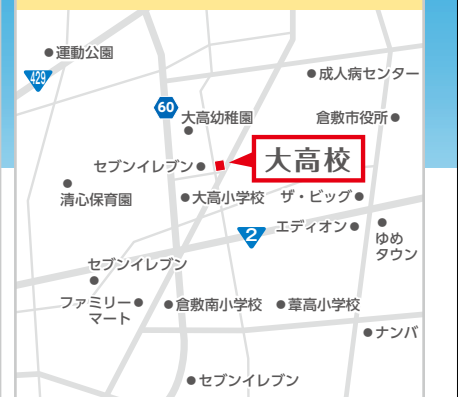 運動公園
429
成人病センター
60
大高幼稚園
倉敷市役所
セブンイレブン
大高校
清心保育園
大高小学校
ザ・ビッグ
2
エディオン
ゆめ
タウン
セブンイレブン
ファミリー
マート
倉敷南小学校
葦高小学校
ナンバ
セブンイレブン